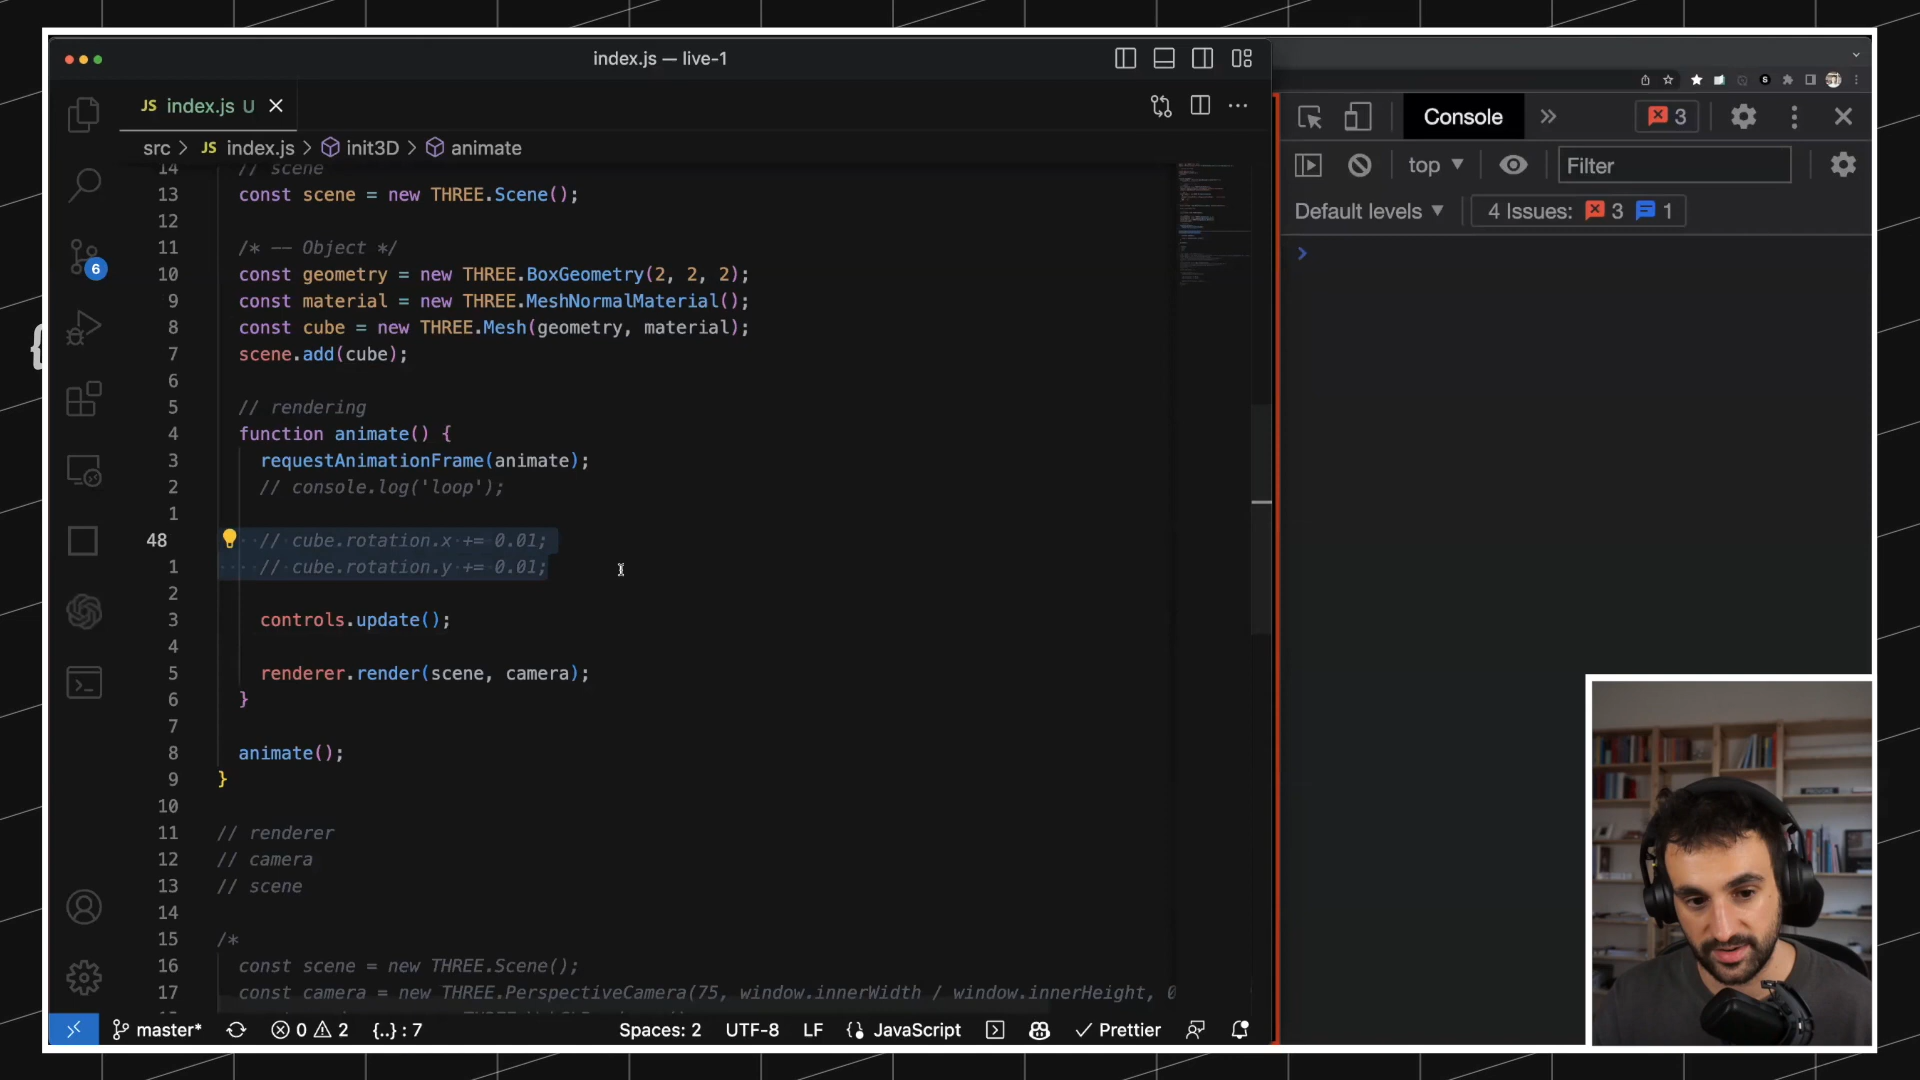 index.js — live-1
JS index.js U
src > JS index.js > init3D > animate
14 // scene
13 const scene = new THREE.Scene();
12
11 /* —— Object */
10 const geometry = new THREE.BoxGeometry(2, 2, 2);
9 const material = new THREE.MeshNormalMaterial();
8 const cube = new THREE.Mesh(geometry, material);
7 scene.add(cube);
6
5 // rendering
4 function animate() {
3 requestAnimationFrame(animate);
2 // console.log('loop');
1
48 // cube.rotation.x += 0.01;
1 // cube.rotation.y += 0.01;
2
3 controls.update();
4
5 renderer.render(scene, camera);
6 }
7
8 animate();
9 }
10
11 // renderer
12 // camera
13 // scene
14
15 /*
16 const scene = new THREE.Scene();
17 const camera = new THREE.PerspectiveCamera(75, window.innerWidth / window.innerHeight, 0
6
master* 0 2 {..} : 7 Spaces: 2 UTF-8 LF JavaScript Prettier
Console » 3
top Filter
Default levels 4 Issues: 3 1
{